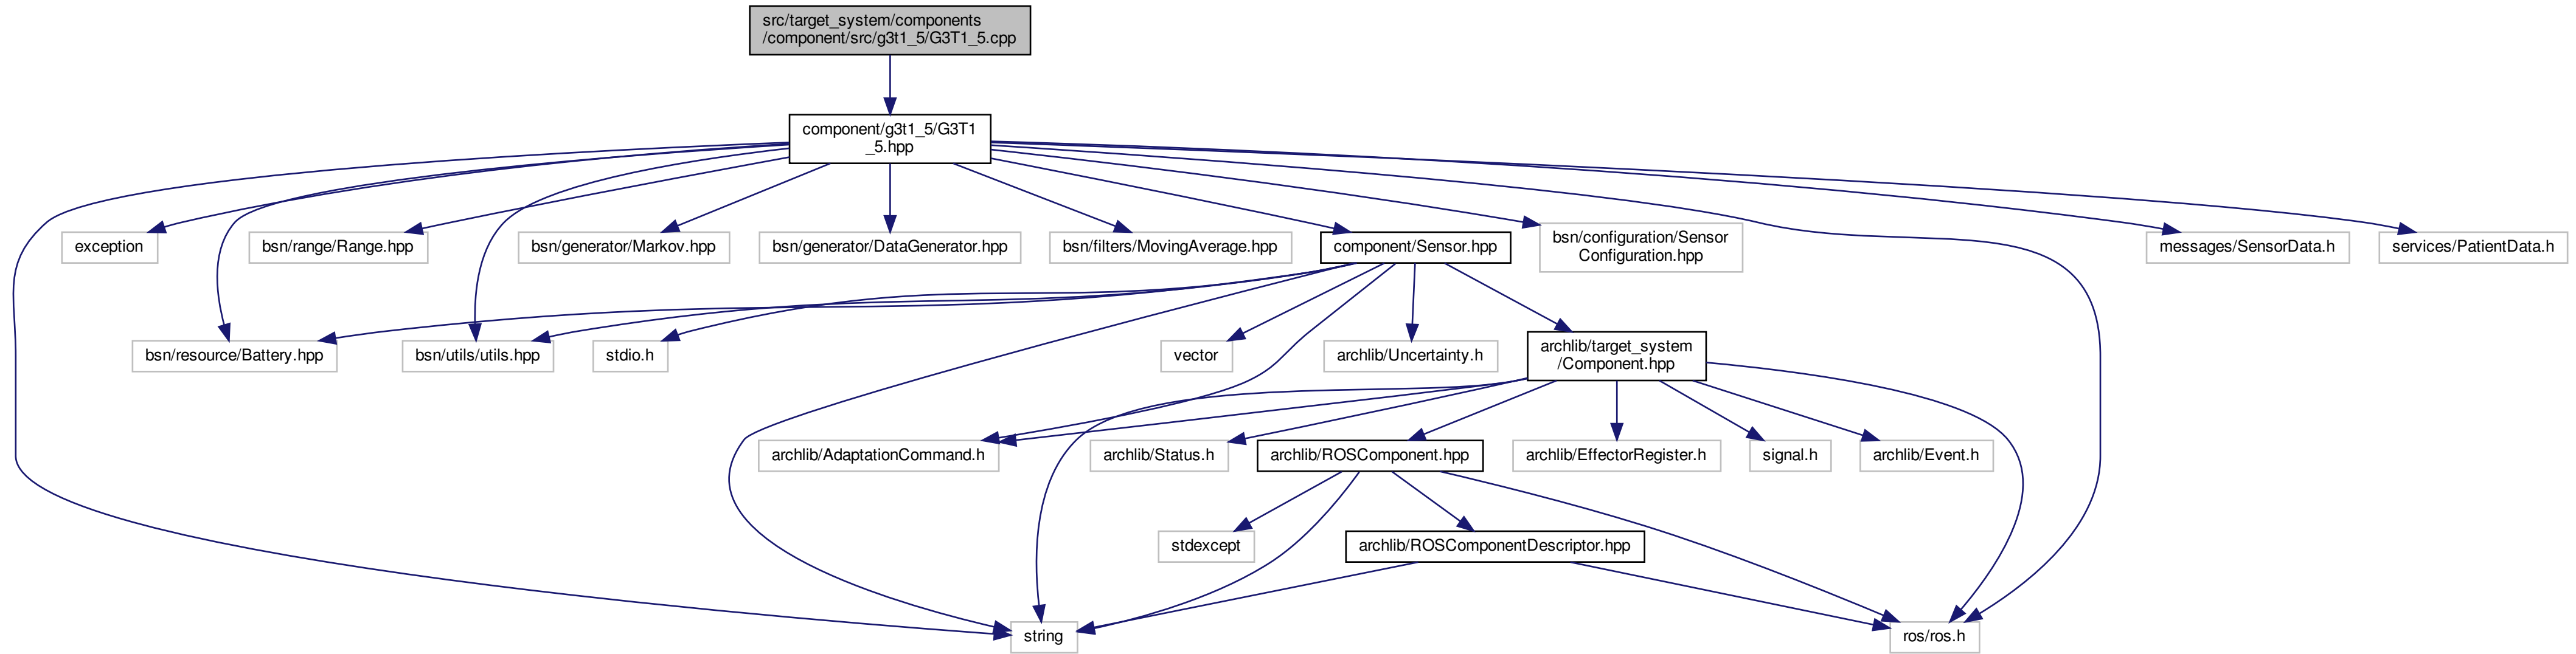 src/target_system/components
/component/src/g3t1_5/G3T1_5.cpp
component/g3t1_5/G3T1
_5.hpp
exception
bsn/range/Range.hpp
bsn/generator/Markov.hpp
bsn/generator/DataGenerator.hpp
bsn/filters/MovingAverage.hpp
component/Sensor.hpp
bsn/configuration/Sensor
Configuration.hpp
messages/SensorData.h
services/PatientData.h
bsn/resource/Battery.hpp
bsn/utils/utils.hpp
stdio.h
vector
archlib/Uncertainty.h
archlib/target_system
/Component.hpp
archlib/AdaptationCommand.h
archlib/Status.h
archlib/ROSComponent.hpp
archlib/EffectorRegister.h
signal.h
archlib/Event.h
stdexcept
archlib/ROSComponentDescriptor.hpp
string
ros/ros.h